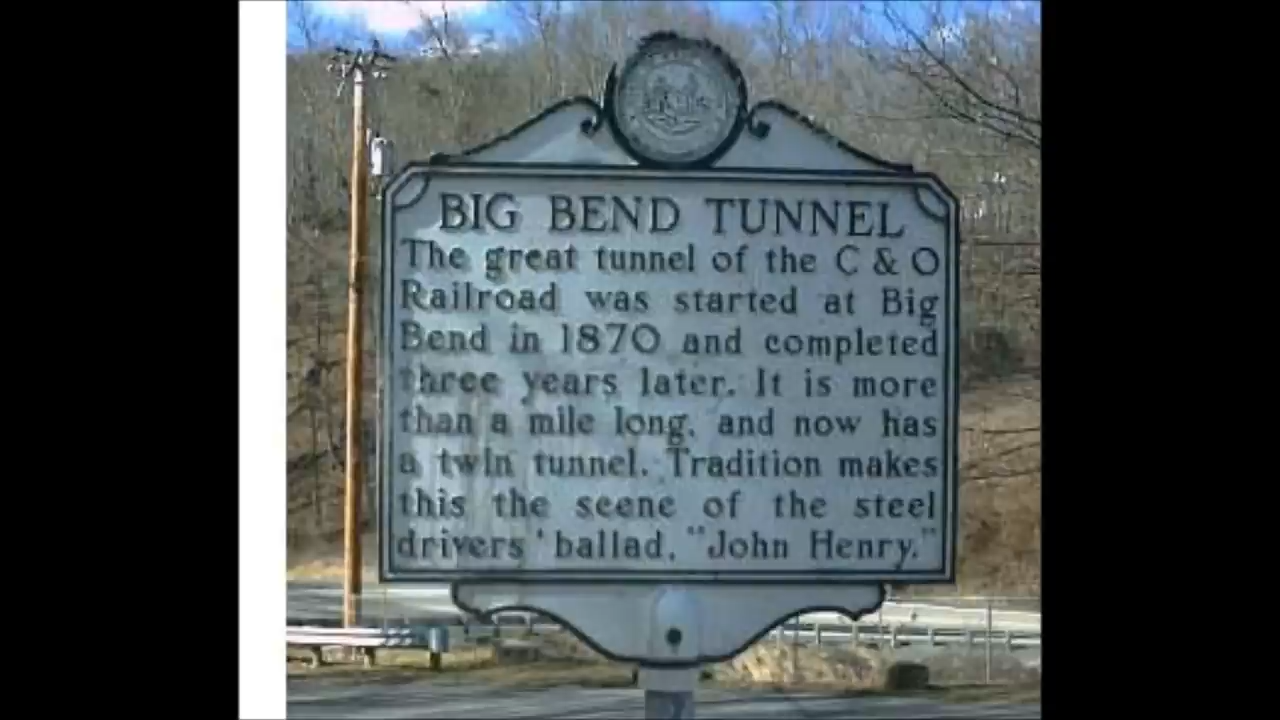 BIG BEND TUNNEL
The great tunnel of the C & O
Railroad was started at Big
Bend in 1870 and completed
three years later. It is more
than a mile long, and now has
a twin tunnel. Tradition makes
this the scene of the steel
drivers' ballad, "John Henry."